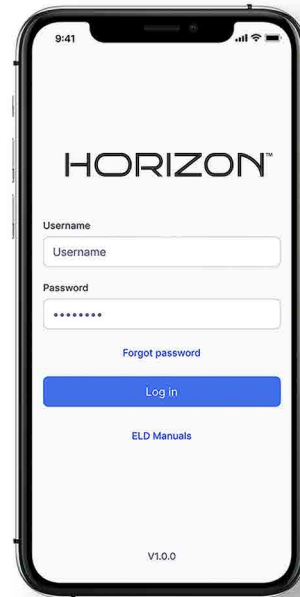 9:41
HORIZON™
Username
Username
Password
Forgot password
Log in
ELD Manuals
V1.0.0